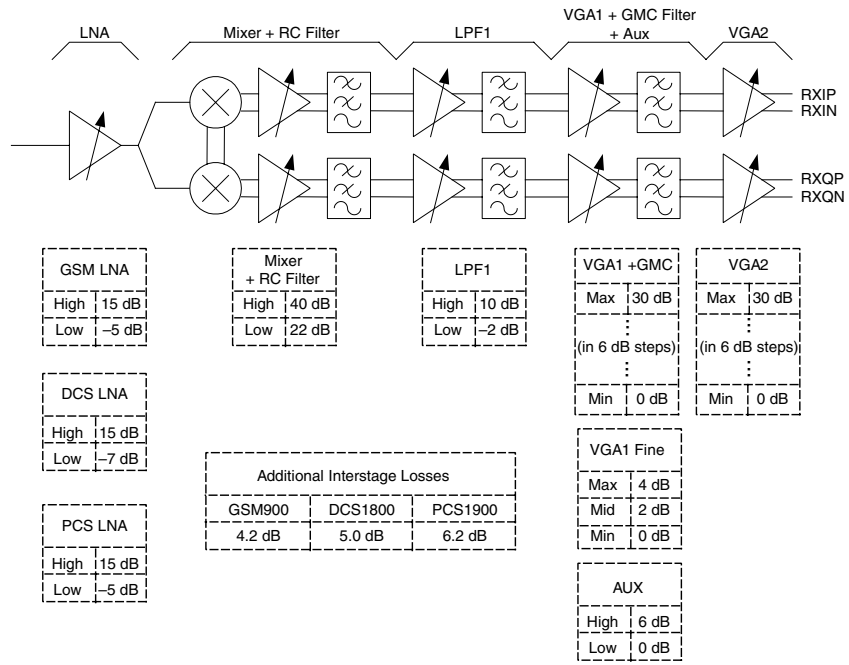 LNA
Mixer + RC Filter
LPF1
VGA1 + GMC Filter
+ Aux
VGA2
RXIP
RXIN
RXQP
RXQN
GSM LNA
High 15 dB
Low –5 dB
Mixer
+ RC Filter
High 40 dB
Low 22 dB
LPF1
High 10 dB
Low –2 dB
VGA1 +GMC
Max 30 dB
(in 6 dB steps)
Min 0 dB
VGA2
Max 30 dB
(in 6 dB steps)
Min 0 dB
DCS LNA
High 15 dB
Low –7 dB
PCS LNA
High 15 dB
Low –5 dB
Additional Interstage Losses
GSM900 DCS1800 PCS1900
4.2 dB 5.0 dB 6.2 dB
VGA1 Fine
Max 4 dB
Mid 2 dB
Min 0 dB
AUX
High 6 dB
Low 0 dB